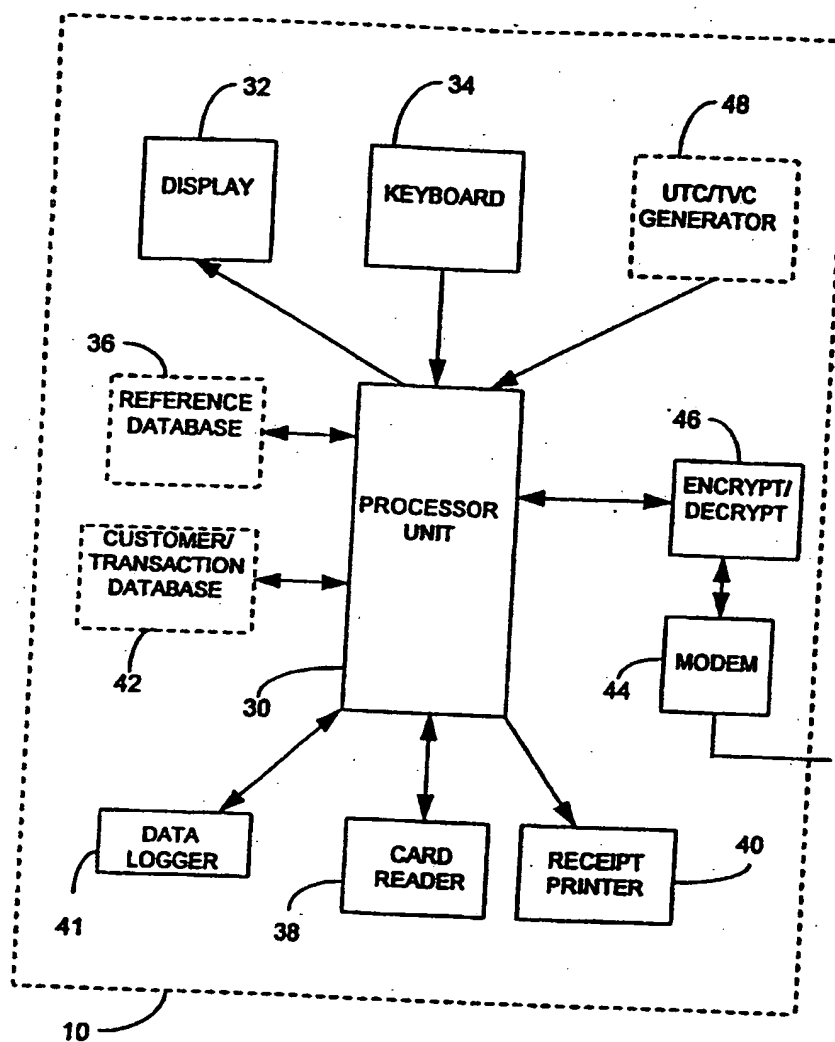 32
34
48
DISPLAY
KEYBOARD
UTC/TVC
GENERATOR
36
REFERENCE
DATABASE
46
ENCRYPT/
DECRYPT
PROCESSOR
UNIT
CUSTOMER/
TRANSACTION
DATABASE
42
30
44
MODEM
DATA
LOGGER
41
CARD
READER
38
RECEIPT
PRINTER
40
10